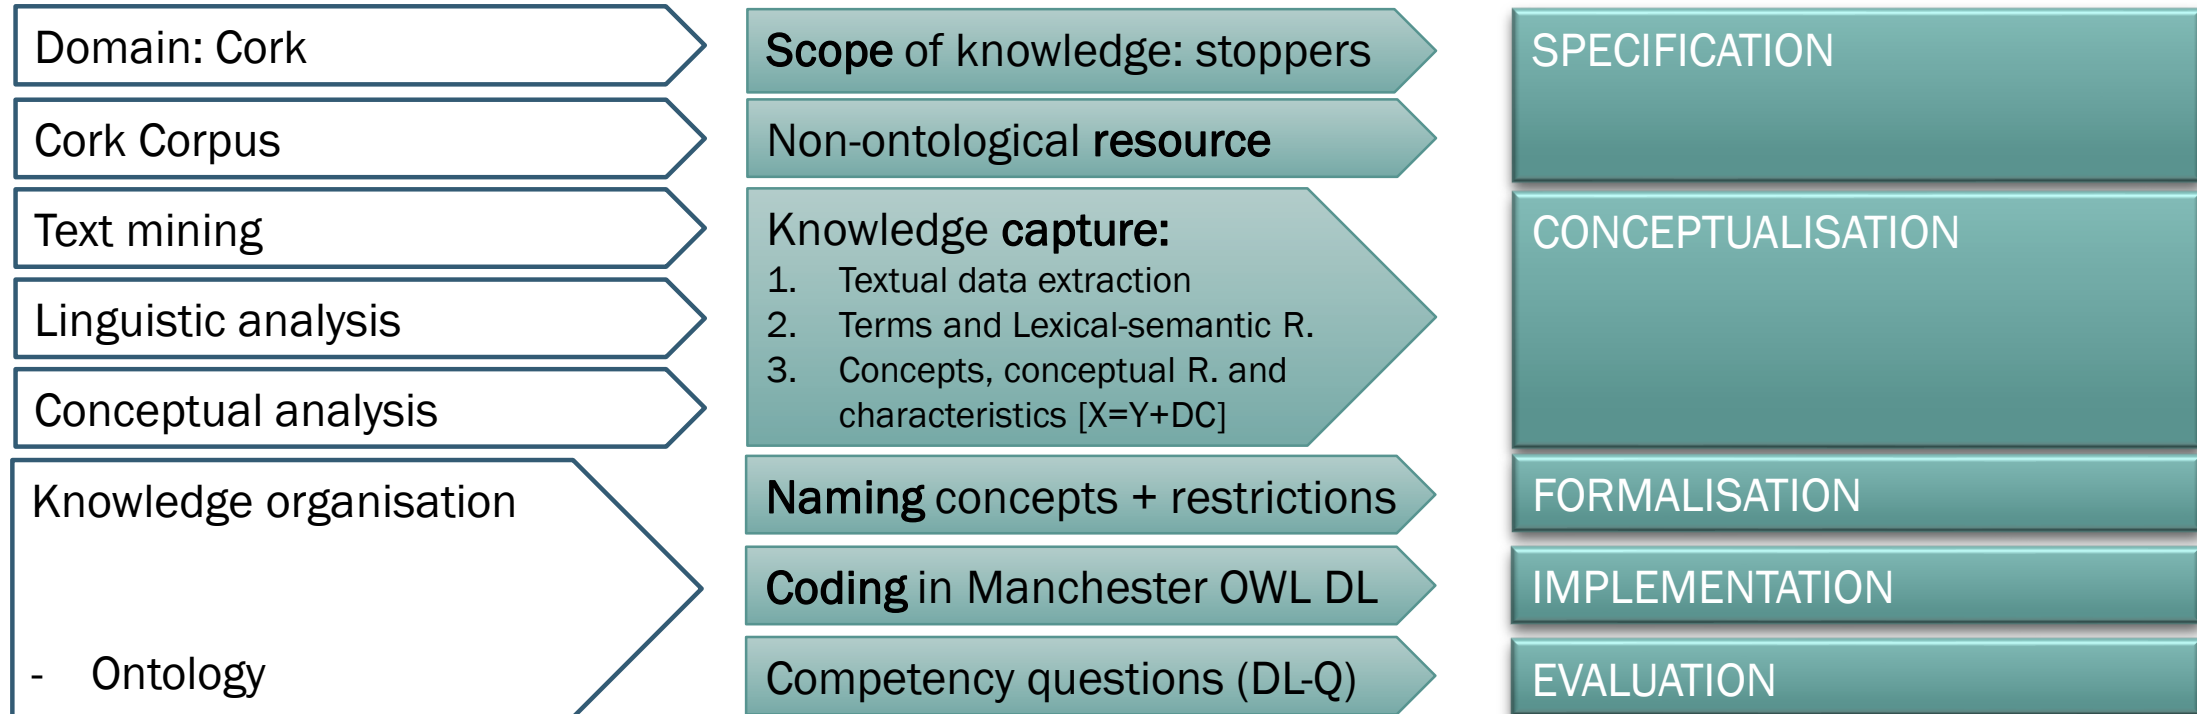 Domain: Cork
Cork Corpus
Text mining
Linguistic analysis
Conceptual analysis
Knowledge organisation
- Ontology
Scope of knowledge: stoppers
Non-ontological resource
Knowledge capture:
1. Textual data extraction
2. Terms and Lexical-semantic R.
3. Concepts, conceptual R. and
characteristics [X=Y+DC]
Naming concepts + restrictions
Coding in Manchester OWL DL
Competency questions (DL-Q)
SPECIFICATION
CONCEPTUALISATION
FORMALISATION
IMPLEMENTATION
EVALUATION